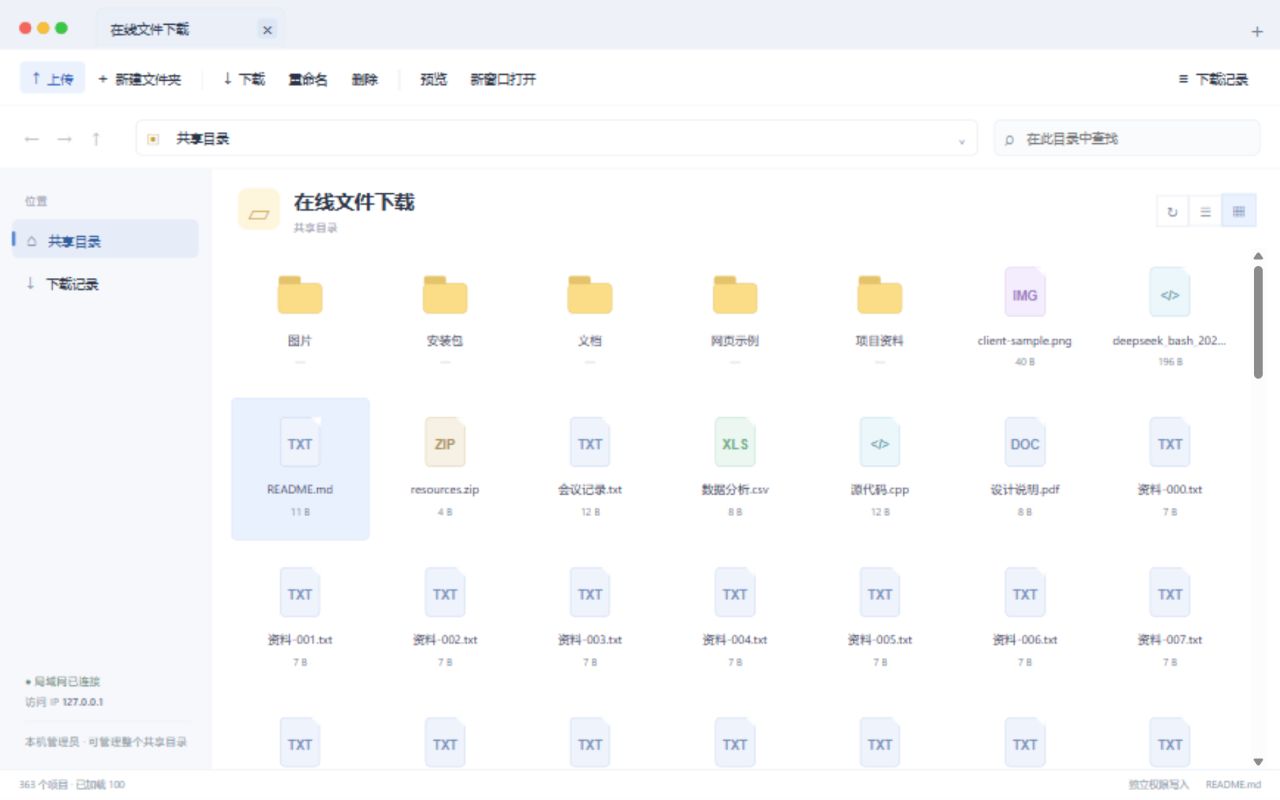 在线文件下载 ×
+
↑ 上传 + 新建文件夹 ↓ 下载 重命名 删除 预览 新窗口打开 ≡ 下载记录
← → ↑ 共享目录 在此目录中查找
位置
共享目录
↓ 下载记录
在线文件下载
共享目录
图片 安装包 文档 网页示例 项目资料 IMG </>
client-sample.png deepseek_bash_202...
— — — — — 40 B 196 B
TXT ZIP TXT XLS </> DOC TXT
README.md resources.zip 会议记录.txt 数据分析.csv 源代码.cpp 设计说明.pdf 资料-000.txt
11 B 4 B 12 B 8 B 12 B 8 B 7 B
TXT TXT TXT TXT TXT TXT TXT
资料-001.txt 资料-002.txt 资料-003.txt 资料-004.txt 资料-005.txt 资料-006.txt 资料-007.txt
7 B 7 B 7 B 7 B 7 B 7 B 7 B
TXT TXT TXT TXT TXT TXT TXT
● 局域网已连接
访问 IP 127.0.0.1
本机管理员 · 可管理整个共享目录
363 个项目 · 已加载 100 独立权限写入 README.md